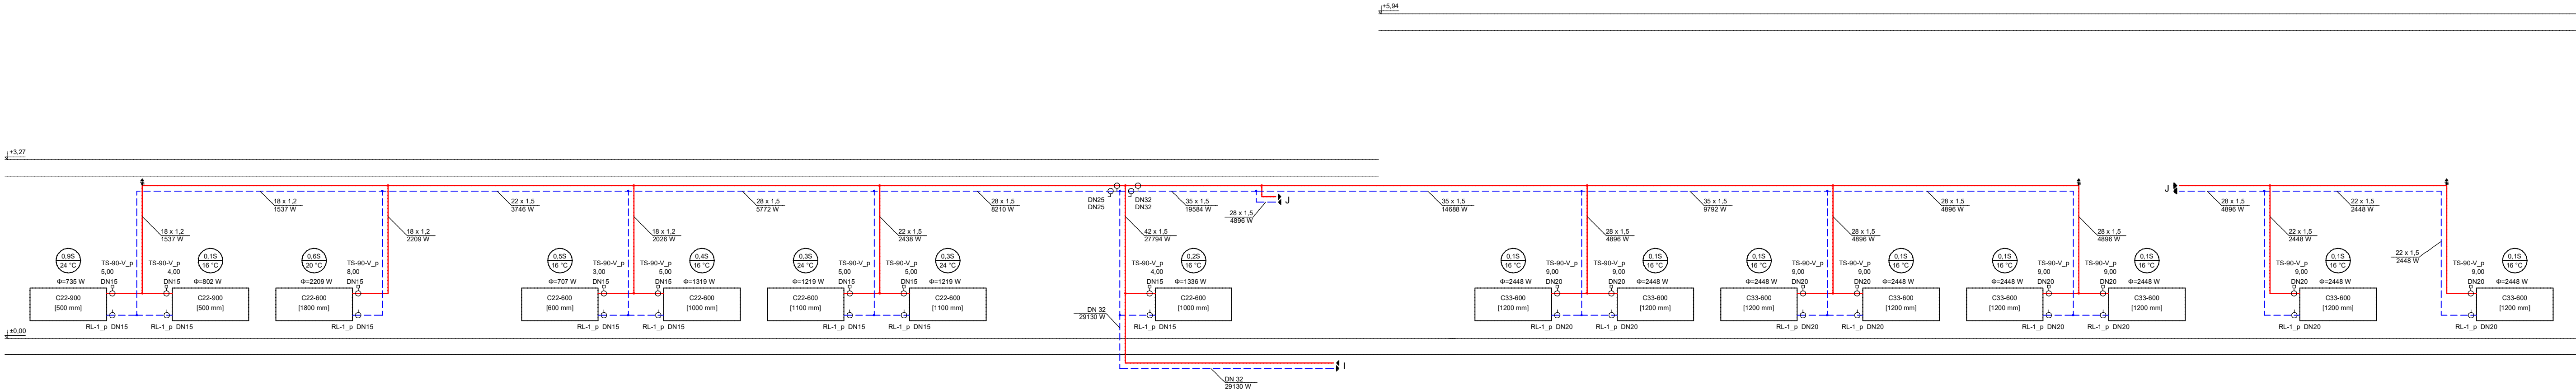 +5,94
+3,27
18 x 1,2
1537 W
22 x 1,5
3746 W
28 x 1,5
5772 W
28 x 1,5
8210 W
DN25
DN25
DN32
DN32
35 x 1,5
19584 W
28 x 1,5
4896 W
J
35 x 1,5
14688 W
35 x 1,5
9792 W
28 x 1,5
4896 W
J
28 x 1,5
4896 W
22 x 1,5
2448 W
18 x 1,2
1537 W
18 x 1,2
2209 W
18 x 1,2
2026 W
22 x 1,5
2438 W
42 x 1,5
27794 W
28 x 1,5
4896 W
28 x 1,5
4896 W
28 x 1,5
4896 W
22 x 1,5
2448 W
22 x 1,5
2448 W
0,9S
24 °C
TS-90-V_p
5,00
DN15
Φ=735 W
C22-900
[500 mm]
RL-1_p DN15
TS-90-V_p
4,00
DN15
0,1S
16 °C
Φ=802 W
C22-900
[500 mm]
RL-1_p DN15
0,6S
20 °C
TS-90-V_p
8,00
DN15
Φ=2209 W
C22-600
[1800 mm]
RL-1_p DN15
0,5S
16 °C
TS-90-V_p
3,00
DN15
Φ=707 W
C22-600
[600 mm]
RL-1_p DN15
TS-90-V_p
5,00
DN15
0,4S
16 °C
Φ=1319 W
C22-600
[1000 mm]
RL-1_p DN15
0,3S
24 °C
TS-90-V_p
5,00
DN15
Φ=1219 W
C22-600
[1100 mm]
RL-1_p DN15
TS-90-V_p
5,00
DN15
0,3S
24 °C
Φ=1219 W
C22-600
[1100 mm]
RL-1_p DN15
TS-90-V_p
4,00
DN15
0,2S
16 °C
Φ=1336 W
C22-600
[1000 mm]
RL-1_p DN15
DN 32
29130 W
0,1S
16 °C
TS-90-V_p
9,00
DN20
Φ=2448 W
C33-600
[1200 mm]
RL-1_p DN20
TS-90-V_p
9,00
DN20
0,1S
16 °C
Φ=2448 W
C33-600
[1200 mm]
RL-1_p DN20
0,1S
16 °C
TS-90-V_p
9,00
DN20
Φ=2448 W
C33-600
[1200 mm]
RL-1_p DN20
TS-90-V_p
9,00
DN20
0,1S
16 °C
Φ=2448 W
C33-600
[1200 mm]
RL-1_p DN20
0,1S
16 °C
TS-90-V_p
9,00
DN20
Φ=2448 W
C33-600
[1200 mm]
RL-1_p DN20
TS-90-V_p
9,00
DN20
0,1S
16 °C
Φ=2448 W
C33-600
[1200 mm]
RL-1_p DN20
TS-90-V_p
9,00
DN20
0,1S
16 °C
Φ=2448 W
C33-600
[1200 mm]
RL-1_p DN20
TS-90-V_p
9,00
DN20
0,1S
16 °C
Φ=2448 W
C33-600
[1200 mm]
RL-1_p DN20
±0,00
I
DN 32
29130 W